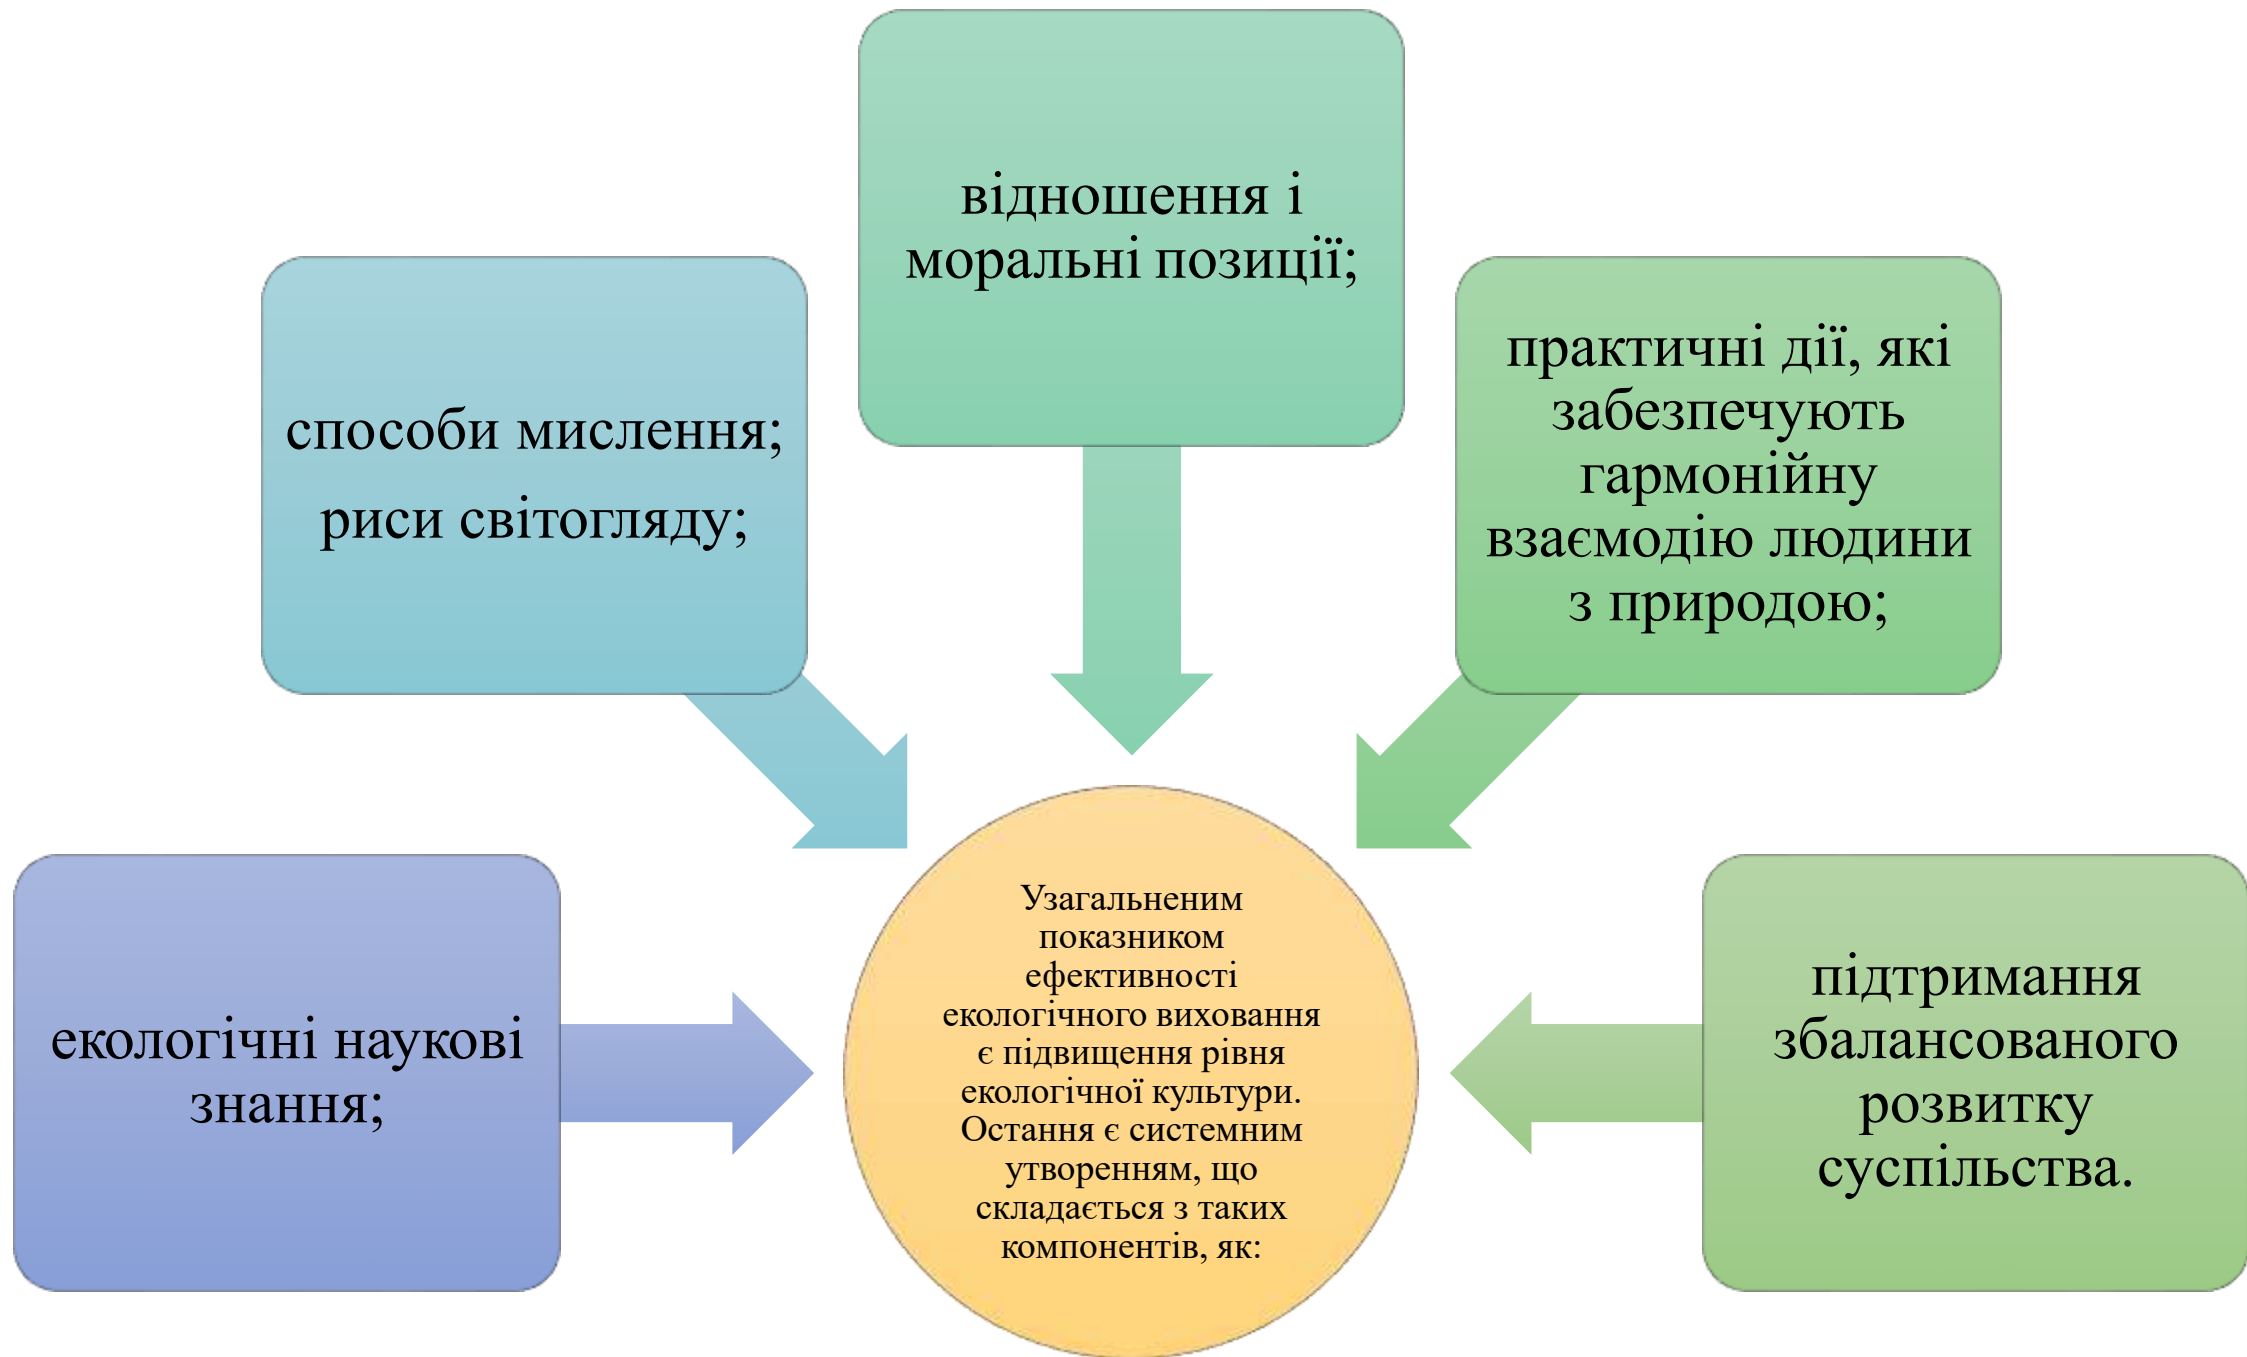 відношення і
моральні позиції;
способи мислення;
риси світогляду;
практичні дії, які
забезпечують
гармонійну
взаємодію людини
з природою;
екологічні наукові
знання;
Узагальненим
показником
ефективності
екологічного виховання
є підвищення рівня
екологічної культури.
Остання є системним
утворенням, що
складається з таких
компонентів, як:
підтримання
збалансованого
розвитку
суспільства.